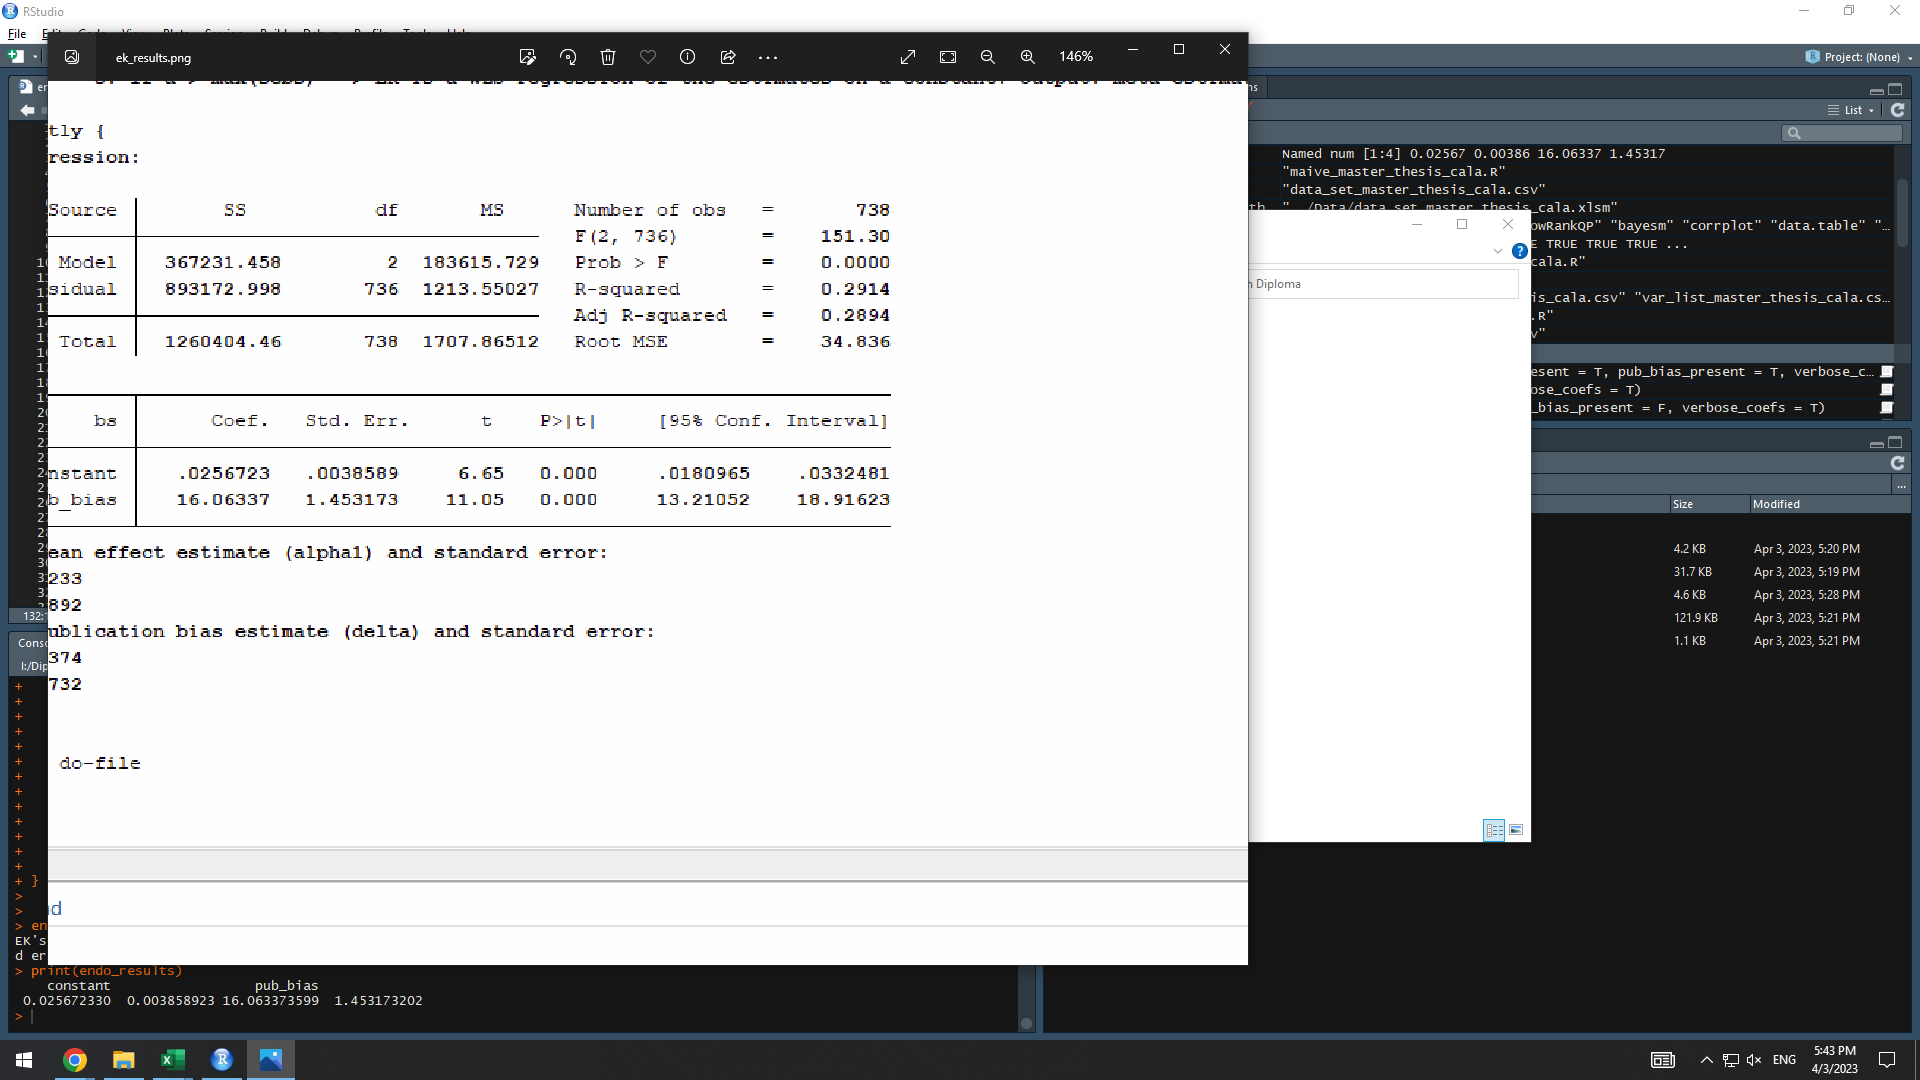 RStudio
File
ek_results.png
146%
Project: (None)
tly {
ression:
Source SS df MS Number of obs = 738
F(2, 736) = 151.30
Model 367231.458 2 183615.729 Prob > F = 0.0000
sidual 893172.998 736 1213.55027 R-squared = 0.2914
Adj R-squared = 0.2894
Total 1260404.46 738 1707.86512 Root MSE = 34.836
bs Coef. Std. Err. t P>|t| [95% Conf. Interval]
nstant .0256723 .0038589 6.65 0.000 .0180965 .0332481
b_bias 16.06337 1.453173 11.05 0.000 13.21052 18.91623
ean effect estimate (alpha1) and standard error:
233
892
ublication bias estimate (delta) and standard error:
374
732
do-file
nd
List
Named num [1:4] 0.02567 0.00386 16.06337 1.45317
"maive_master_thesis_cala.R"
"data_set_master_thesis_cala.csv"
"../Data/data_set_master_thesis_cala.xlsm"
owRankQP" "bayesm" "corrplot" "data.table" "...
E TRUE TRUE TRUE ...
cala.R"
is_cala.csv" "var_list_master_thesis_cala.cs...
.R"
v"
esent = T, pub_bias_present = T, verbose_c...
ose_coefs = T)
_bias_present = F, verbose_coefs = T)
n Diploma
Size Modified
4.2 KB Apr 3, 2023, 5:20 PM
31.7 KB Apr 3, 2023, 5:19 PM
4.6 KB Apr 3, 2023, 5:28 PM
121.9 KB Apr 3, 2023, 5:21 PM
1.1 KB Apr 3, 2023, 5:21 PM
132:
Conso
I:/Dip
+
+
+
+
+
+
+
+
+
+
+
+
+
+ }
>
>
> en
EK's
d er
> print(endo_results)
constant pub_bias
0.025672330 0.003858923 16.063373599 1.453173202
>
ENG
5:43 PM
4/3/2023